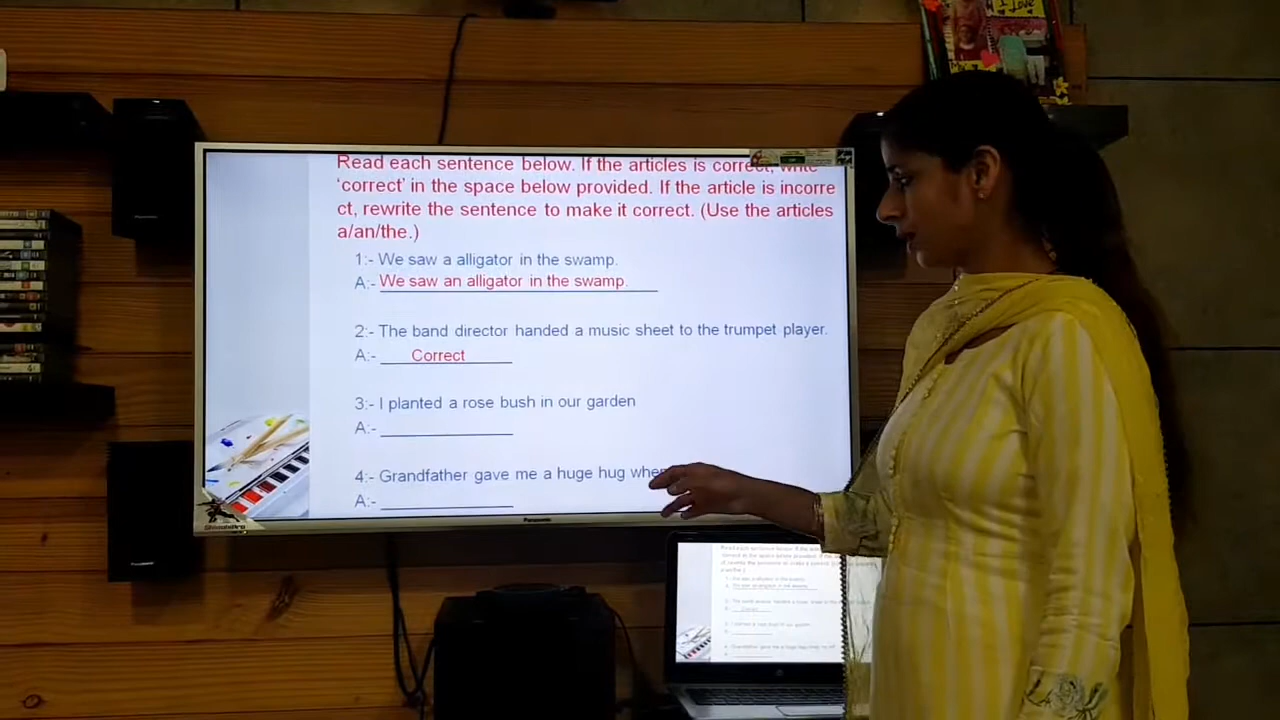 Read each sentence below. If the articles is correct, write
‘correct’ in the space below provided. If the article is incorre
ct, rewrite the sentence to make it correct. (Use the articles
a/an/the.)
1:- We saw a alligator in the swamp.
A:- We saw an alligator in the swamp.
2:- The band director handed a music sheet to the trumpet player.
A:- Correct
3:- I planted a rose bush in our garden
A:-
4:- Grandfather gave me a huge hug when
A:-
Panasonic
I Love